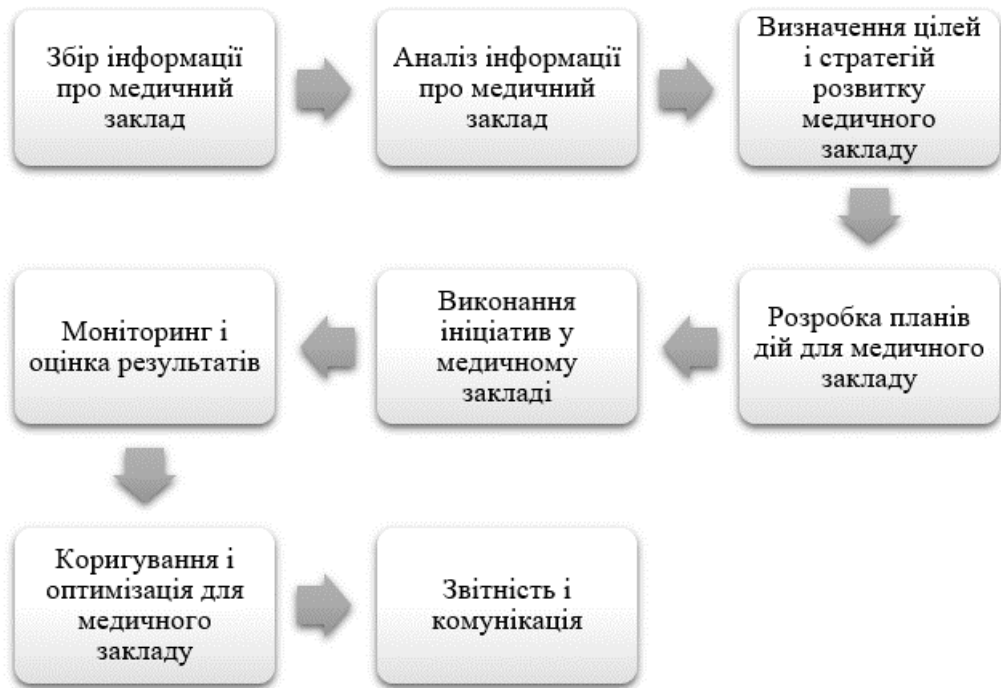 Збір інформації
про медичний
заклад
Аналіз інформації
про медичний
заклад
Визначення цілей
і стратегій
розвитку
медичного
закладу
Розробка планів
дій для медичного
закладу
Виконання
ініціатив у
медичному
закладі
Моніторинг і
оцінка результатів
Коригування і
оптимізація для
медичного
закладу
Звітність і
комунікація